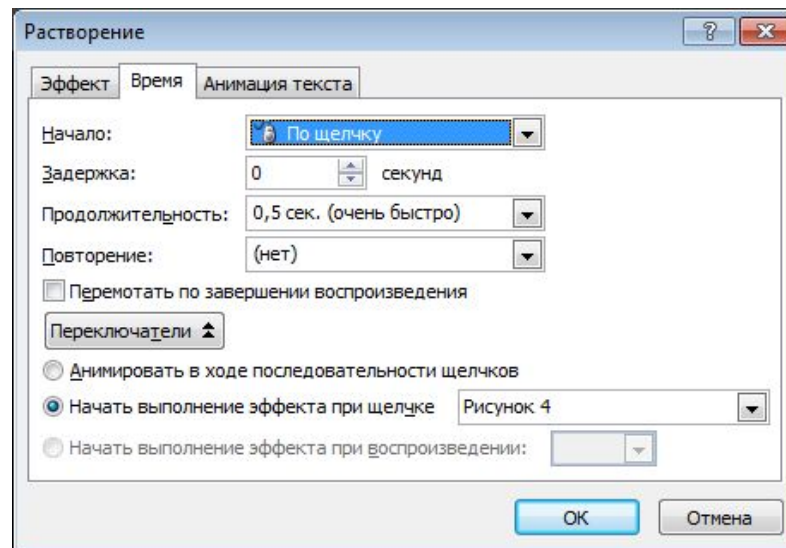 Растворение
Эффект Время Анимация текста
Начало: По щелчку
Задержка: 0 секунд
Продолжительность: 0,5 сек. (очень быстро)
Повторение: (нет)
Перемотать по завершении воспроизведения
Переключатели
Анимировать в ходе последовательности щелчков
Начать выполнение эффекта при щелчке Рисунок 4
Начать выполнение эффекта при воспроизведении:
ОК Отмена